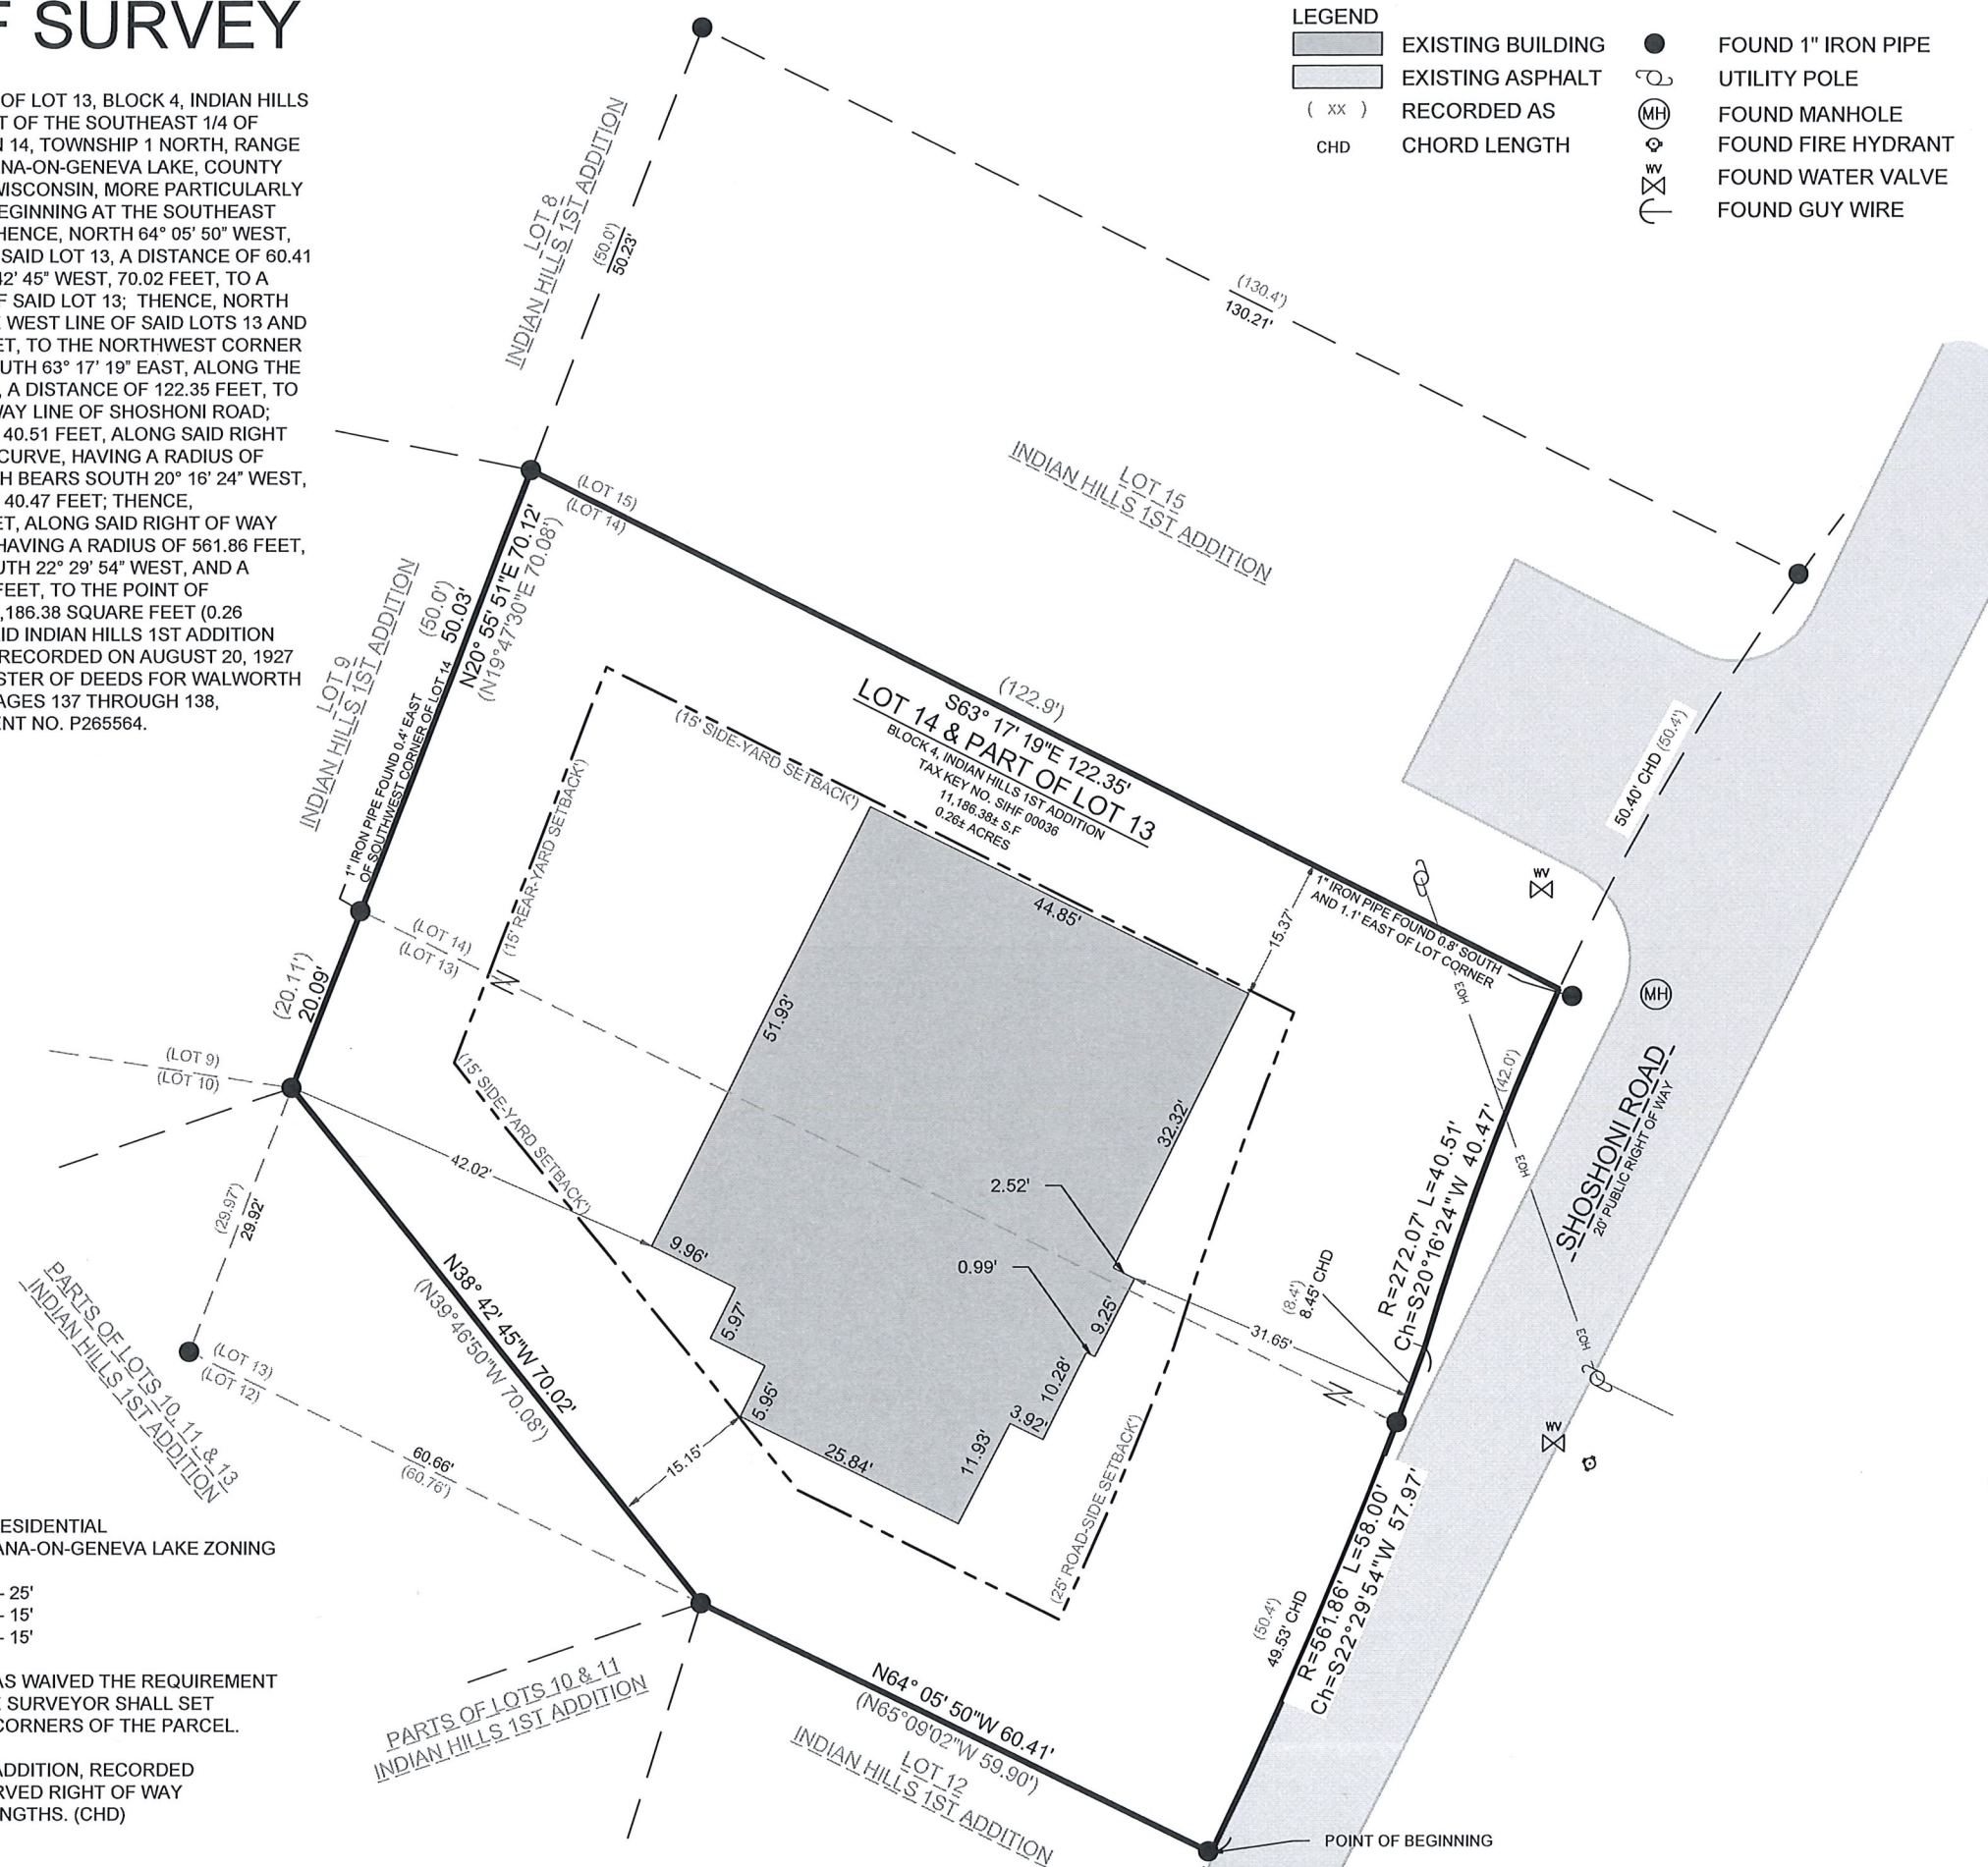 F SURVEY
OF LOT 13, BLOCK 4, INDIAN HILLS
T OF THE SOUTHEAST 1/4 OF
N 14, TOWNSHIP 1 NORTH, RANGE
ANA-ON-GENEVA LAKE, COUNTY
WISCONSIN, MORE PARTICULARLY
EGINNING AT THE SOUTHEAST
HENCE, NORTH 64° 05' 50" WEST,
SAID LOT 13, A DISTANCE OF 60.41
42' 45" WEST, 70.02 FEET, TO A
F SAID LOT 13; THENCE, NORTH
E WEST LINE OF SAID LOTS 13 AND
ET, TO THE NORTHWEST CORNER
UTH 63° 17' 19" EAST, ALONG THE
, A DISTANCE OF 122.35 FEET, TO
WAY LINE OF SHOSHONI ROAD;
40.51 FEET, ALONG SAID RIGHT
CURVE, HAVING A RADIUS OF
H BEARS SOUTH 20° 16' 24" WEST,
40.47 FEET; THENCE,
ET, ALONG SAID RIGHT OF WAY
HAVING A RADIUS OF 561.86 FEET,
UTH 22° 29' 54" WEST, AND A
FEET, TO THE POINT OF
,186.38 SQUARE FEET (0.26
AID INDIAN HILLS 1ST ADDITION
RECORDED ON AUGUST 20, 1927
STER OF DEEDS FOR WALWORTH
AGES 137 THROUGH 138,
ENT NO. P265564.
LEGEND
EXISTING BUILDING
EXISTING ASPHALT
( XX ) RECORDED AS
CHD CHORD LENGTH
FOUND 1" IRON PIPE
UTILITY POLE
MH FOUND MANHOLE
FOUND FIRE HYDRANT
WV FOUND WATER VALVE
FOUND GUY WIRE
LOT 8
INDIAN HILLS 1ST ADDITION
(50.0')
50.23'
(130.4')
130.21'
LOT 15
INDIAN HILLS 1ST ADDITION
(LOT 15)
(LOT 14)
N20° 55' 51"E 70.12'
(N19°47'30"E 70.08')
(50.0')
50.03'
LOT 9
INDIAN HILLS 1ST ADDITION
1" IRON PIPE FOUND 0.4' EAST
OF SOUTHWEST CORNER OF LOT 14
(122.9')
S63° 17' 19"E 122.35'
LOT 14 & PART OF LOT 13
BLOCK 4, INDIAN HILLS 1ST ADDITION
TAX KEY NO. SIHF 00036
11,186.38± S.F
0.26± ACRES
(15' SIDE-YARD SETBACK')
(15' REAR-YARD SETBACK')
50.40' CHD (50.4')
WV
44.85'
15.37'
1" IRON PIPE FOUND 0.8' SOUTH
AND 1.1' EAST OF LOT CORNER
EOH
MH
(LOT 14)
(LOT 13)
51.93'
(20.11')
20.09'
(LOT 9)
(LOT 10)
(15' SIDE-YARD SETBACK')
42.02'
32.32'
(42.0')
R=272.07' L=40.51'
Ch=S20°16'24"W 40.47'
SHOSHONI ROAD
20' PUBLIC RIGHT OF WAY
EOH
EOH
2.52'
0.99'
9.96'
5.97'
9.25'
(8.4')
8.45' CHD
31.65'
(29.97')
29.92'
PARTS OF LOTS 10, 11, & 13
INDIAN HILLS 1ST ADDITION
N38° 42' 45"W 70.02'
(N39°46'50"W 70.08')
(LOT 13)
(LOT 12)
5.95'
10.28'
3.92'
11.93'
25.84'
15.15'
60.66'
(60.76')
(25' ROAD-SIDE SETBACK')
WV
R=561.86' L=58.00'
Ch=S22°29'54"W 57.97'
(50.4')
49.53' CHD
ESIDENTIAL
ANA-ON-GENEVA LAKE ZONING
- 25'
- 15'
- 15'
AS WAIVED THE REQUIREMENT
E SURVEYOR SHALL SET
CORNERS OF THE PARCEL.
ADDITION, RECORDED
RVED RIGHT OF WAY
NGTHS. (CHD)
PARTS OF LOTS 10 & 11
INDIAN HILLS 1ST ADDITION
N64° 05' 50"W 60.41'
(N65°09'02"W 59.90')
LOT 12
INDIAN HILLS 1ST ADDITION
POINT OF BEGINNING